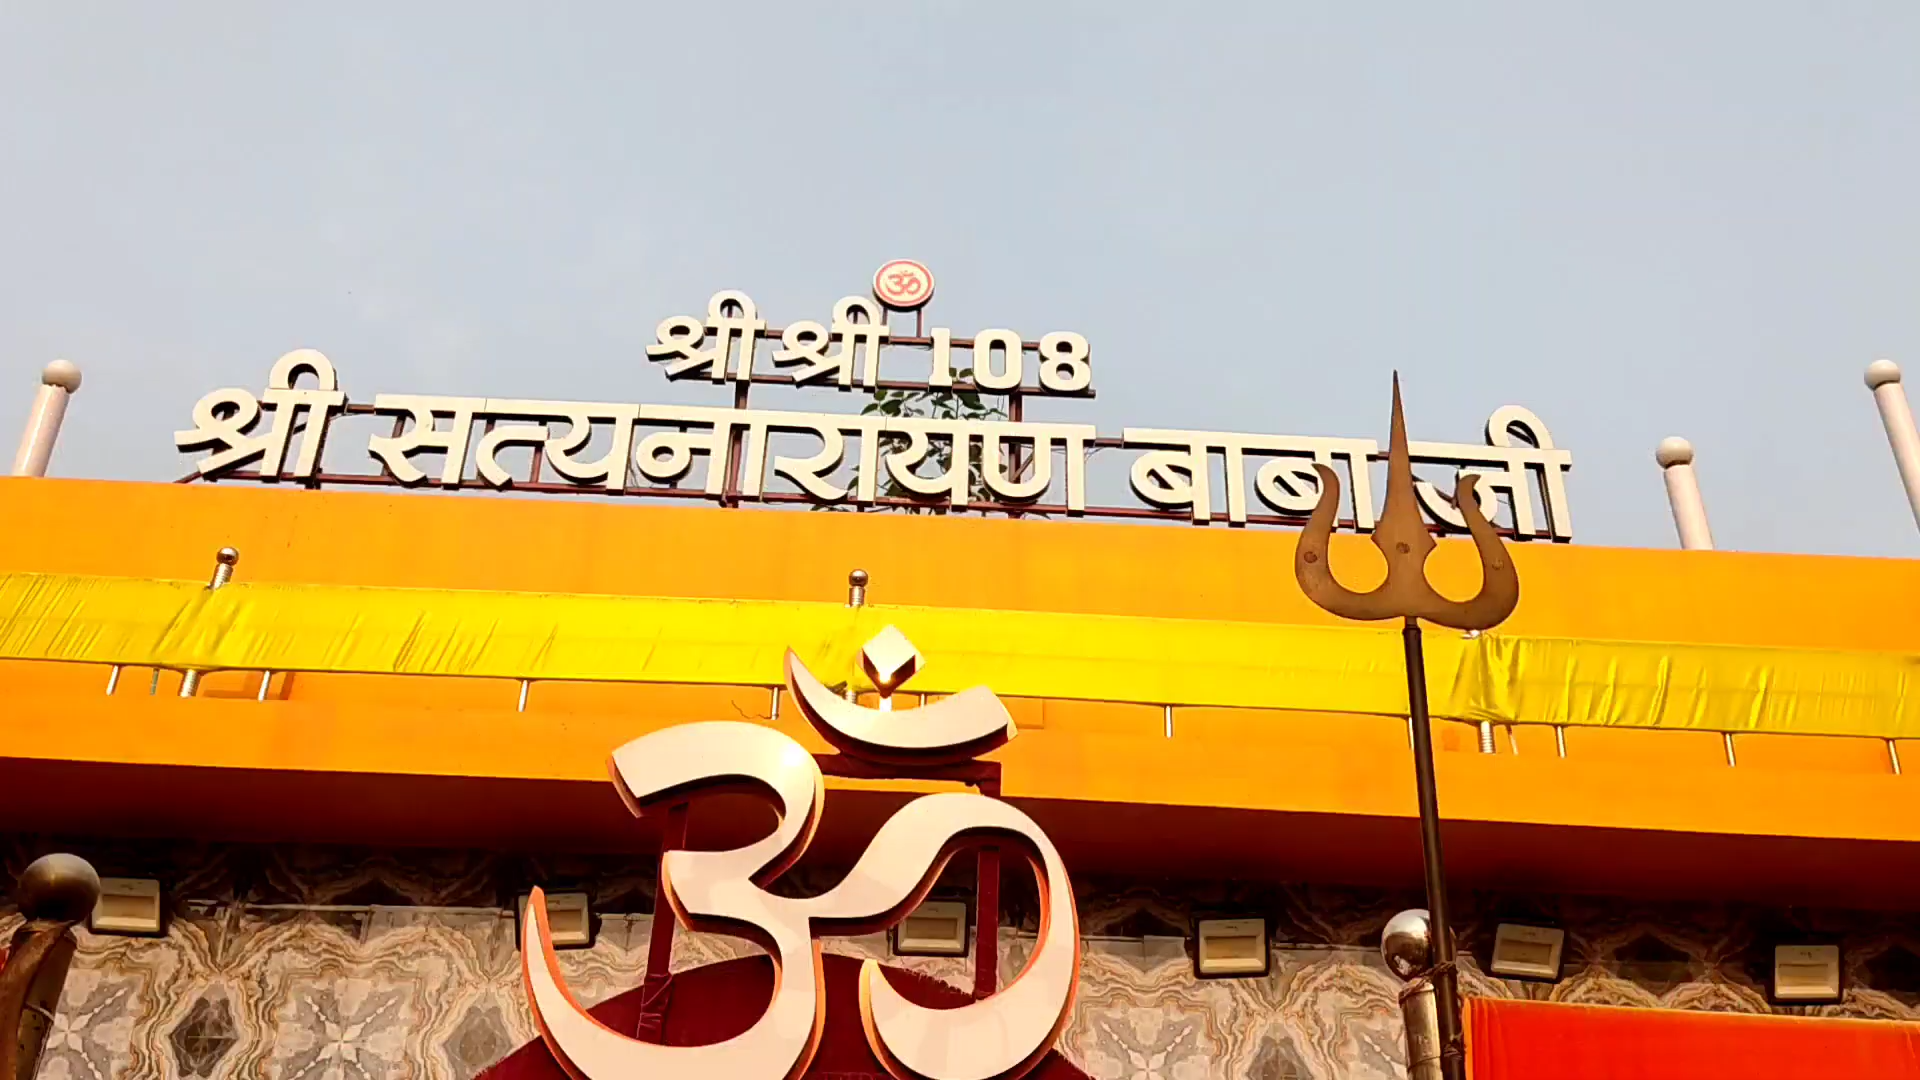 ॐ
श्री श्री 108
श्री सत्यनारायण बाबा जी
ॐ